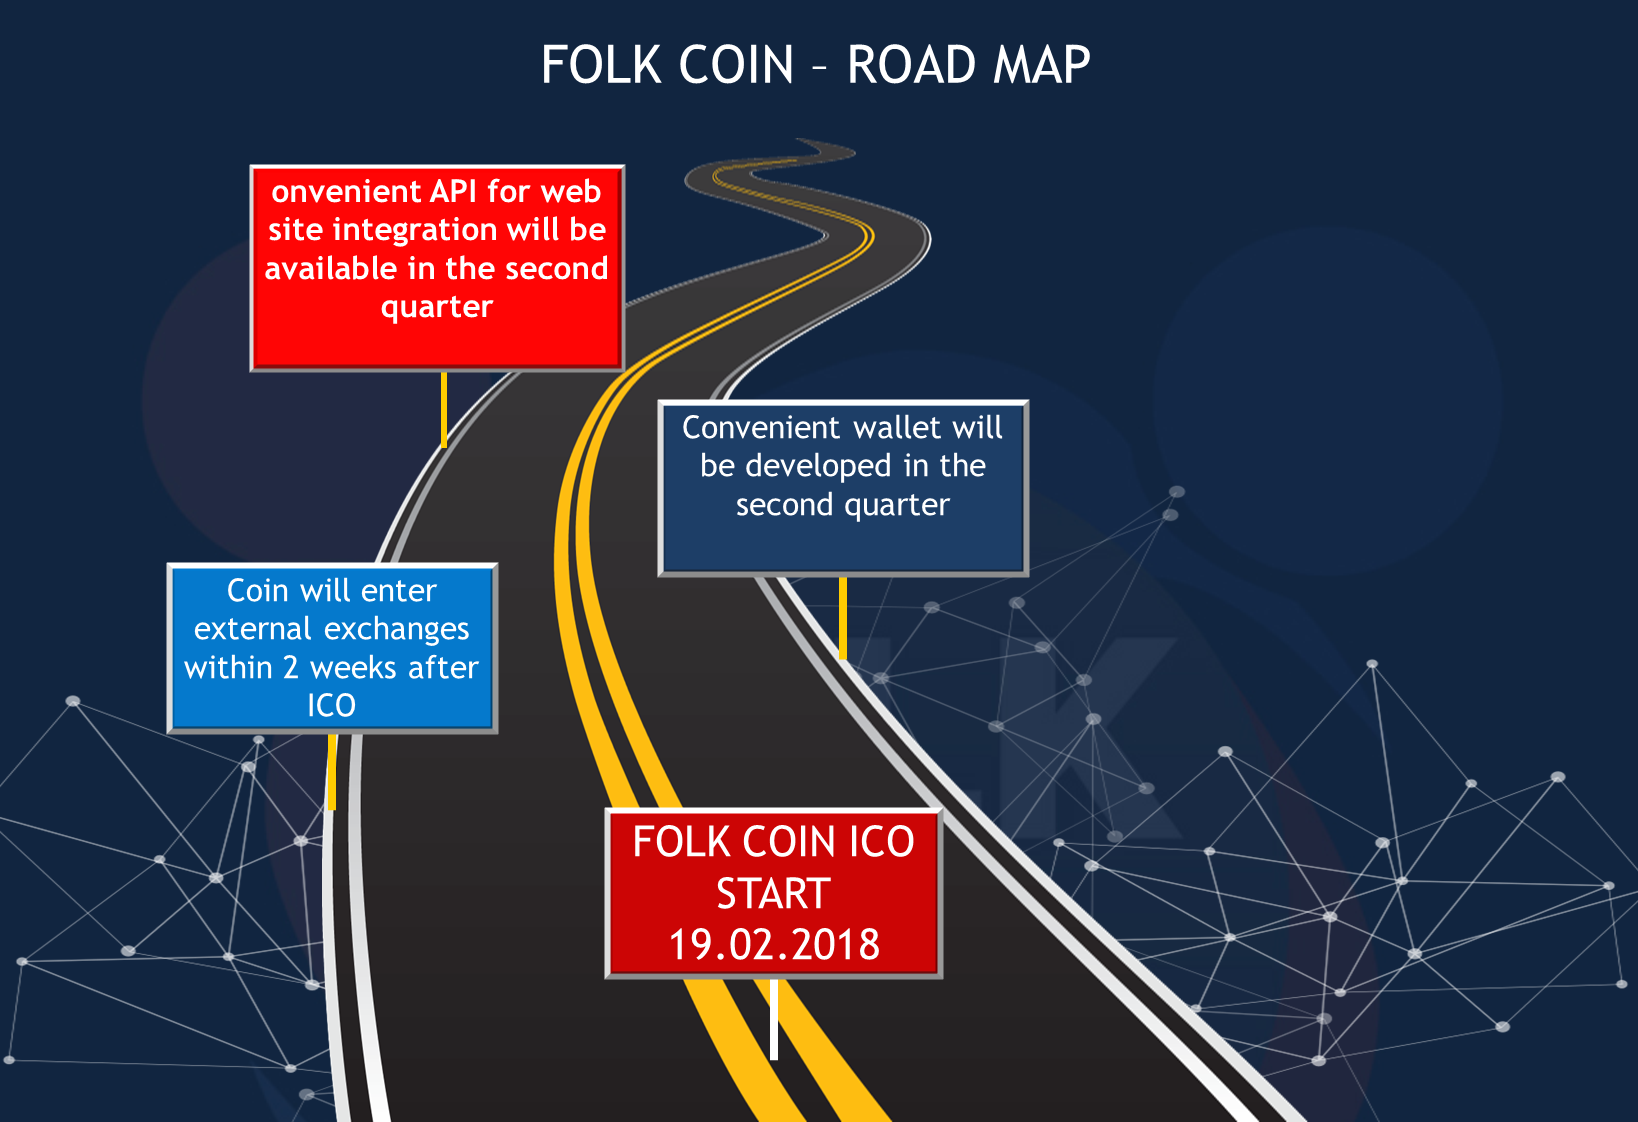 FOLK COIN – ROAD MAP
onvenient API for web
site integration will be
available in the second
quarter
Convenient wallet will
be developed in the
second quarter
Coin will enter
external exchanges
within 2 weeks after
ICO
LK
FOLK COIN ICO
START
19.02.2018